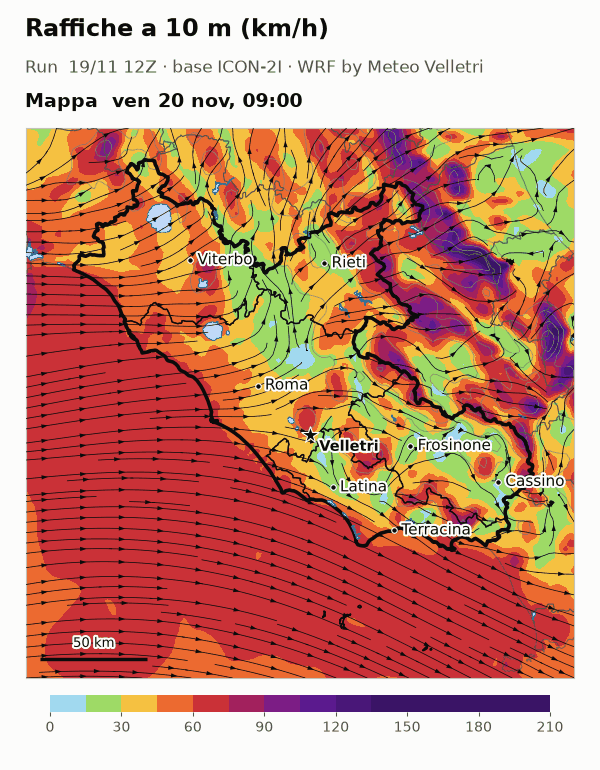 Raffiche a 10 m (km/h)
Run  19/11 12Z · base ICON-2I · WRF by Meteo Velletri
Mappa  ven 20 nov, 09:00
Viterbo
Rieti
Roma
Velletri
Frosinone
Cassino
Latina
Terracina
50 km
0 30 60 90 120 150 180 210